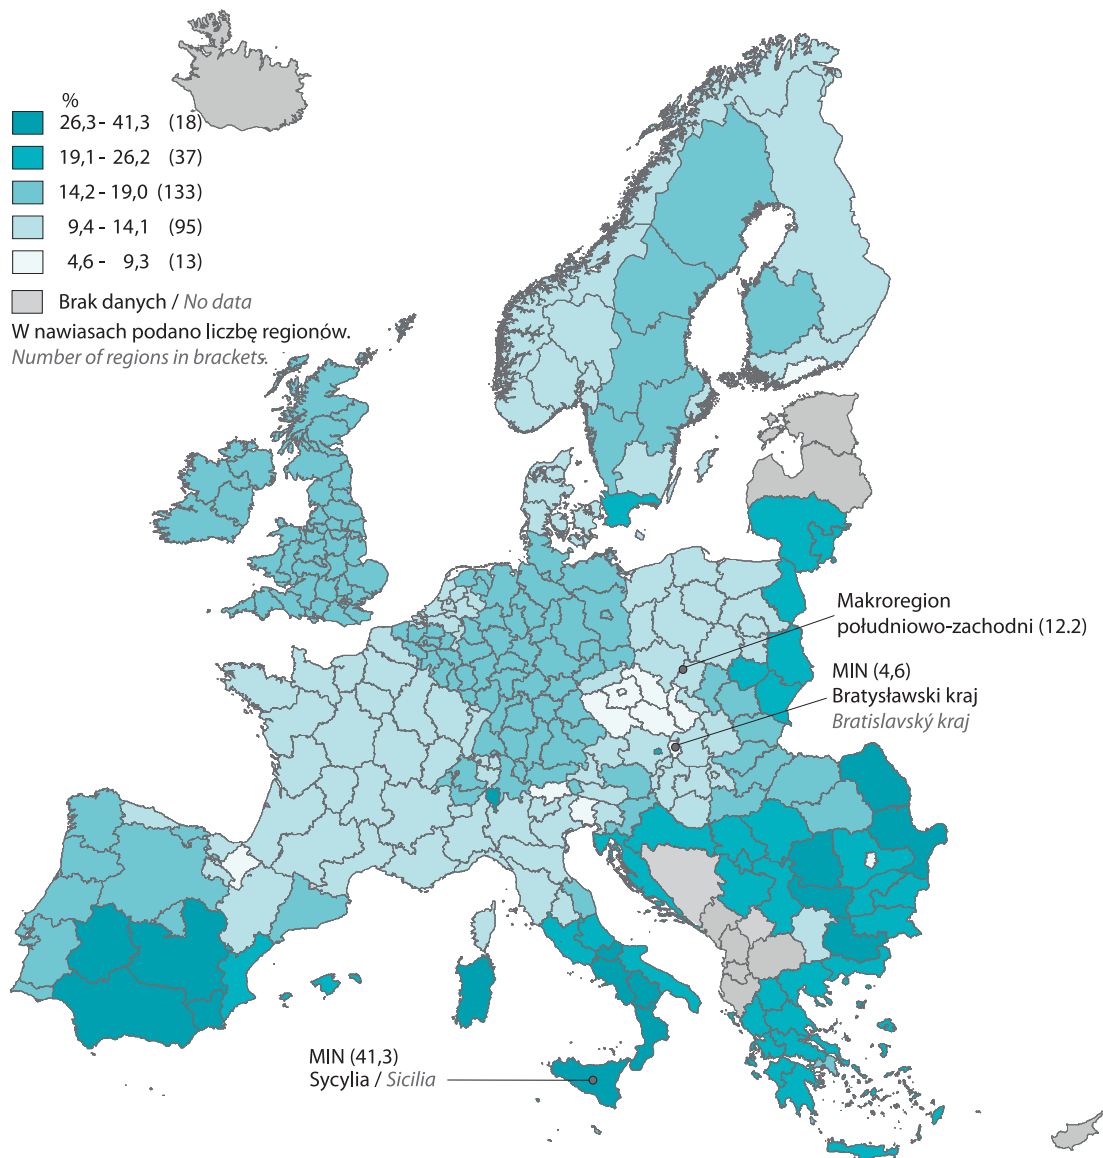 %
26,3 - 41,3 (18)
19,1 - 26,2 (37)
14,2 - 19,0 (133)
9,4 - 14,1 (95)
4,6 - 9,3 (13)
Brak danych / No data
W nawiasach podano liczbę regionów.
Number of regions in brackets.
Makroregion
południowo-zachodni (12.2)
MIN (4,6)
Bratysławski kraj
Bratislavský kraj
MIN (41,3)
Sycylia / Sicilia